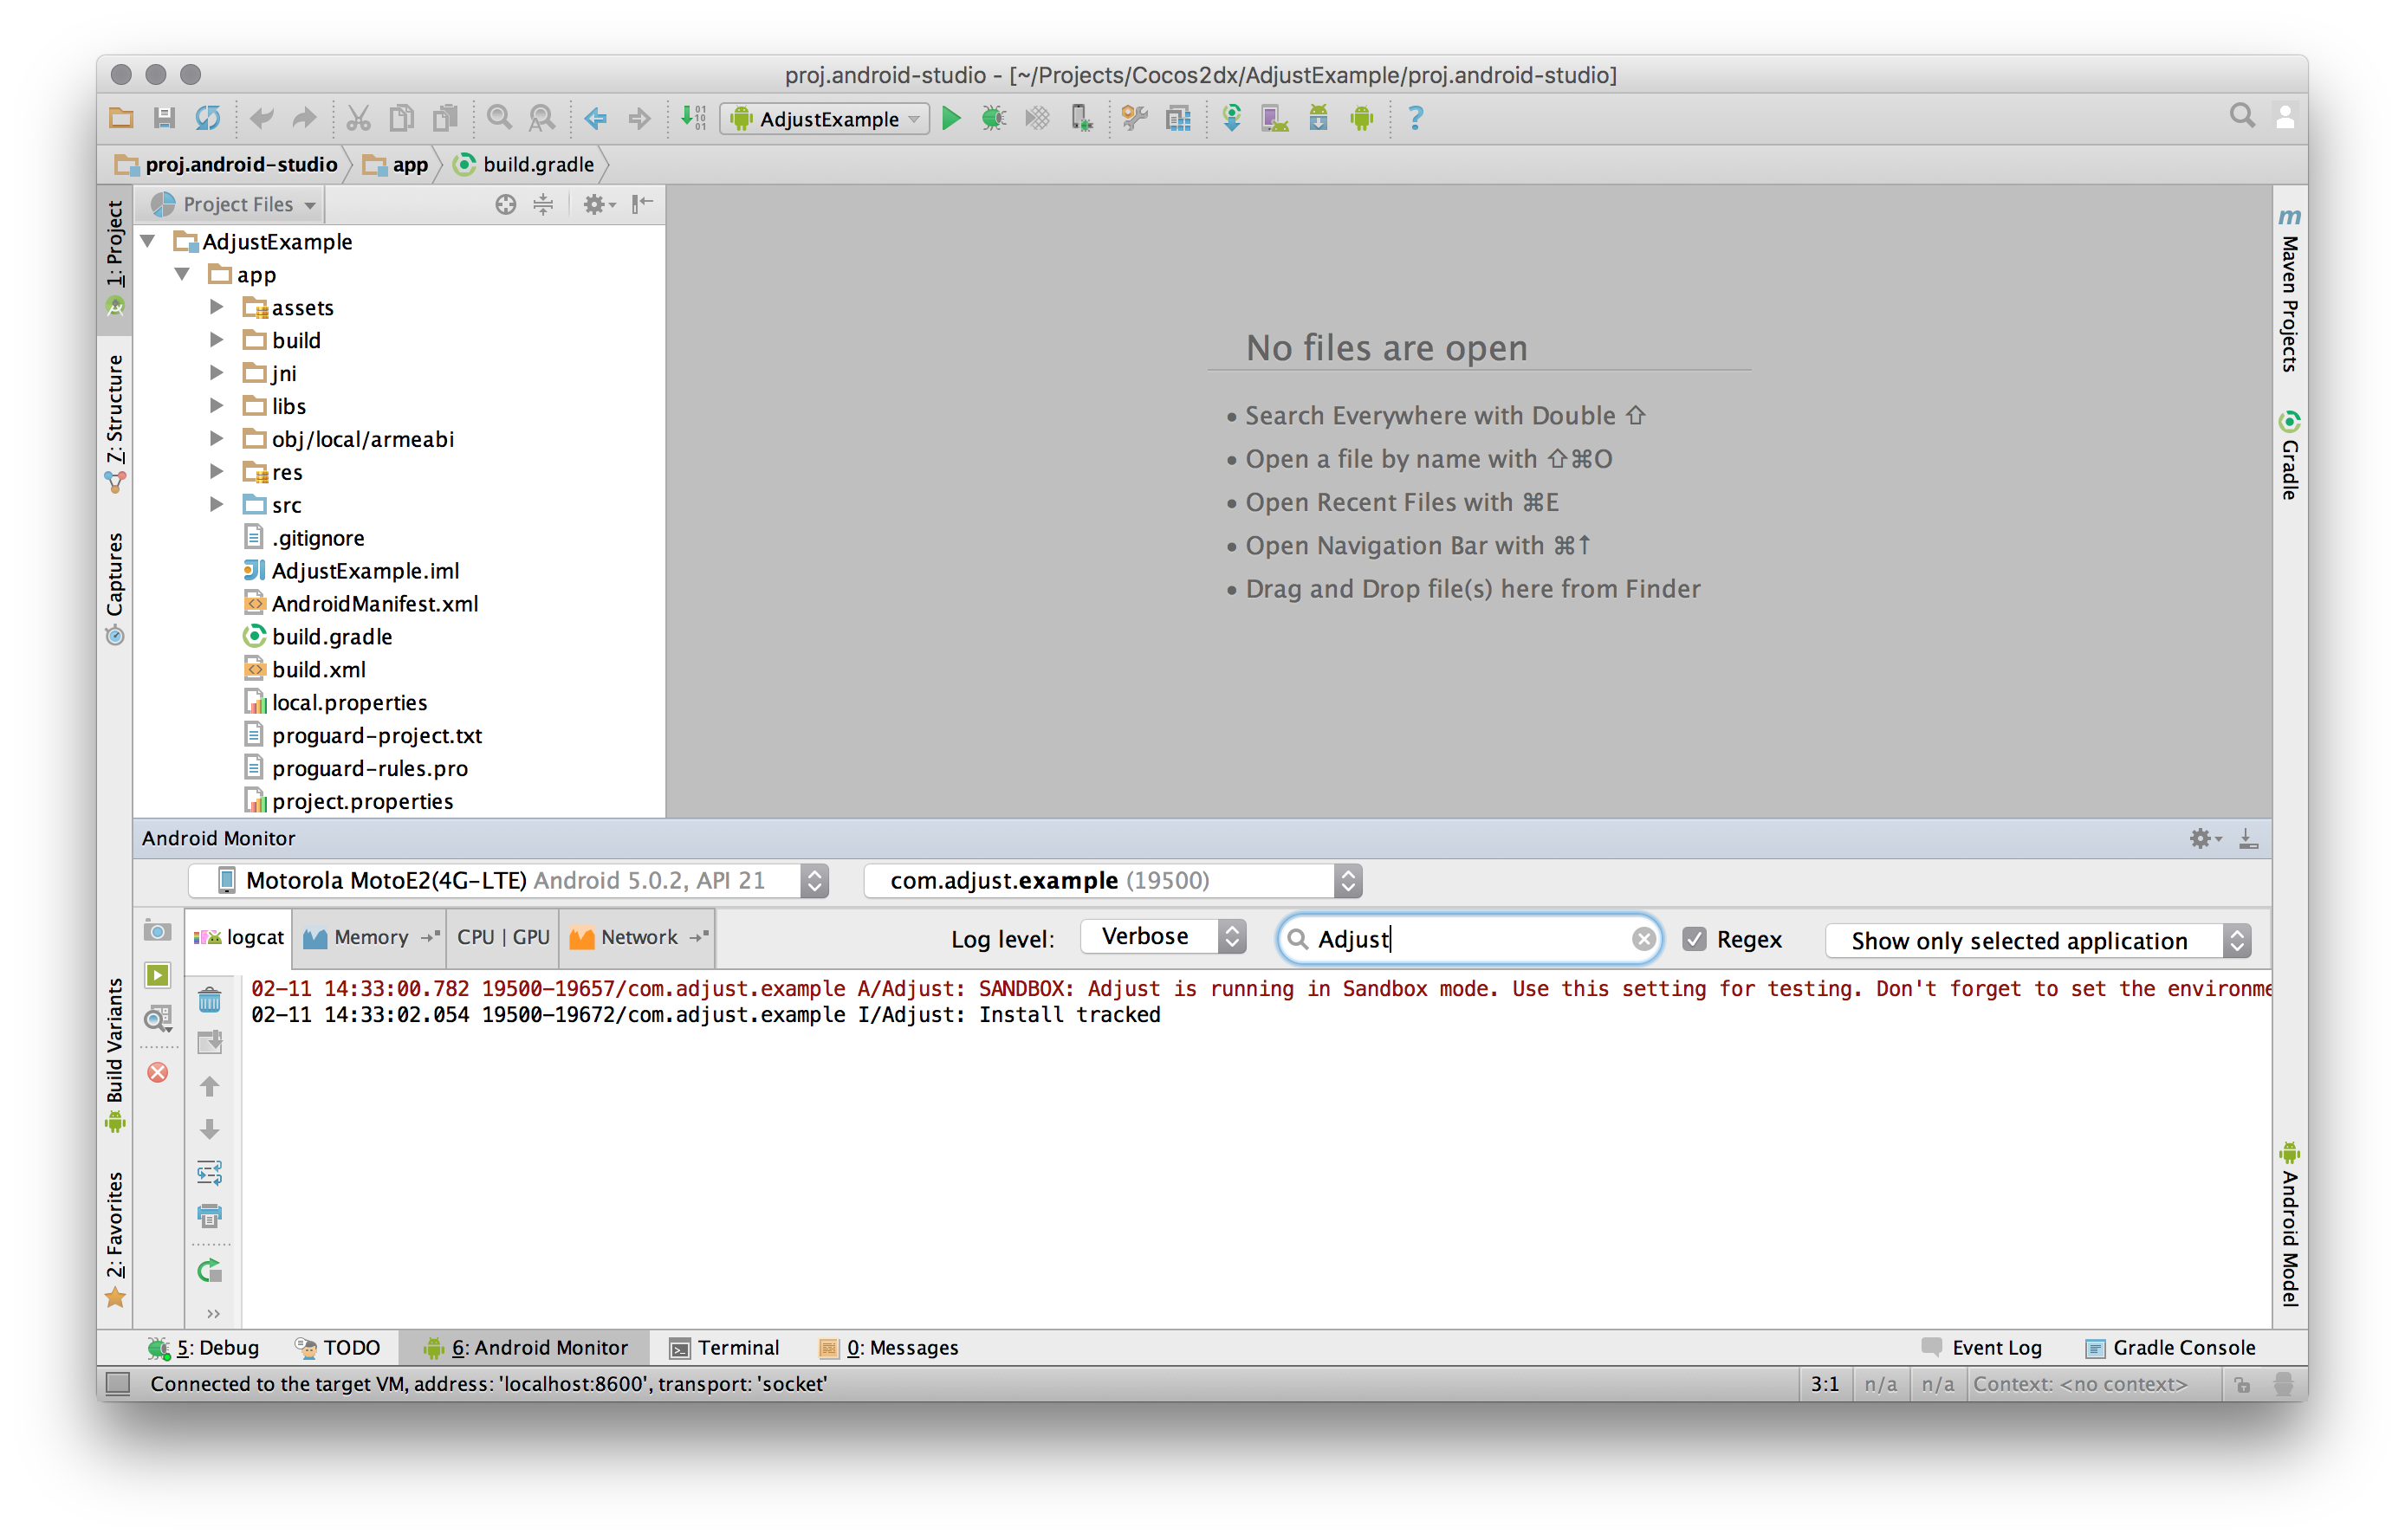 proj.android-studio - [~/Projects/Cocos2dx/AdjustExample/proj.android-studio]
AdjustExample
proj.android-studio
app
build.gradle
1: Project
7: Structure
Captures
Build Variants
2: Favorites
Project Files
AdjustExample
app
assets
build
jni
libs
obj/local/armeabi
res
src
.gitignore
AdjustExample.iml
AndroidManifest.xml
build.gradle
build.xml
local.properties
proguard-project.txt
proguard-rules.pro
project.properties
No files are open
• Search Everywhere with Double ⇧
• Open a file by name with ⇧⌘O
• Open Recent Files with ⌘E
• Open Navigation Bar with ⌘↑
• Drag and Drop file(s) here from Finder
m Maven Projects
Gradle
Android Model
Android Monitor
Motorola MotoE2(4G-LTE) Android 5.0.2, API 21
com.adjust.example (19500)
logcat
Memory
CPU | GPU
Network
Log level:
Verbose
Adjust
Regex
Show only selected application
02-11 14:33:00.782 19500-19657/com.adjust.example A/Adjust: SANDBOX: Adjust is running in Sandbox mode. Use this setting for testing. Don't forget to set the environme
02-11 14:33:02.054 19500-19672/com.adjust.example I/Adjust: Install tracked
5: Debug
TODO
6: Android Monitor
Terminal
0: Messages
Event Log
Gradle Console
Connected to the target VM, address: 'localhost:8600', transport: 'socket'
3:1
n/a
n/a
Context: <no context>